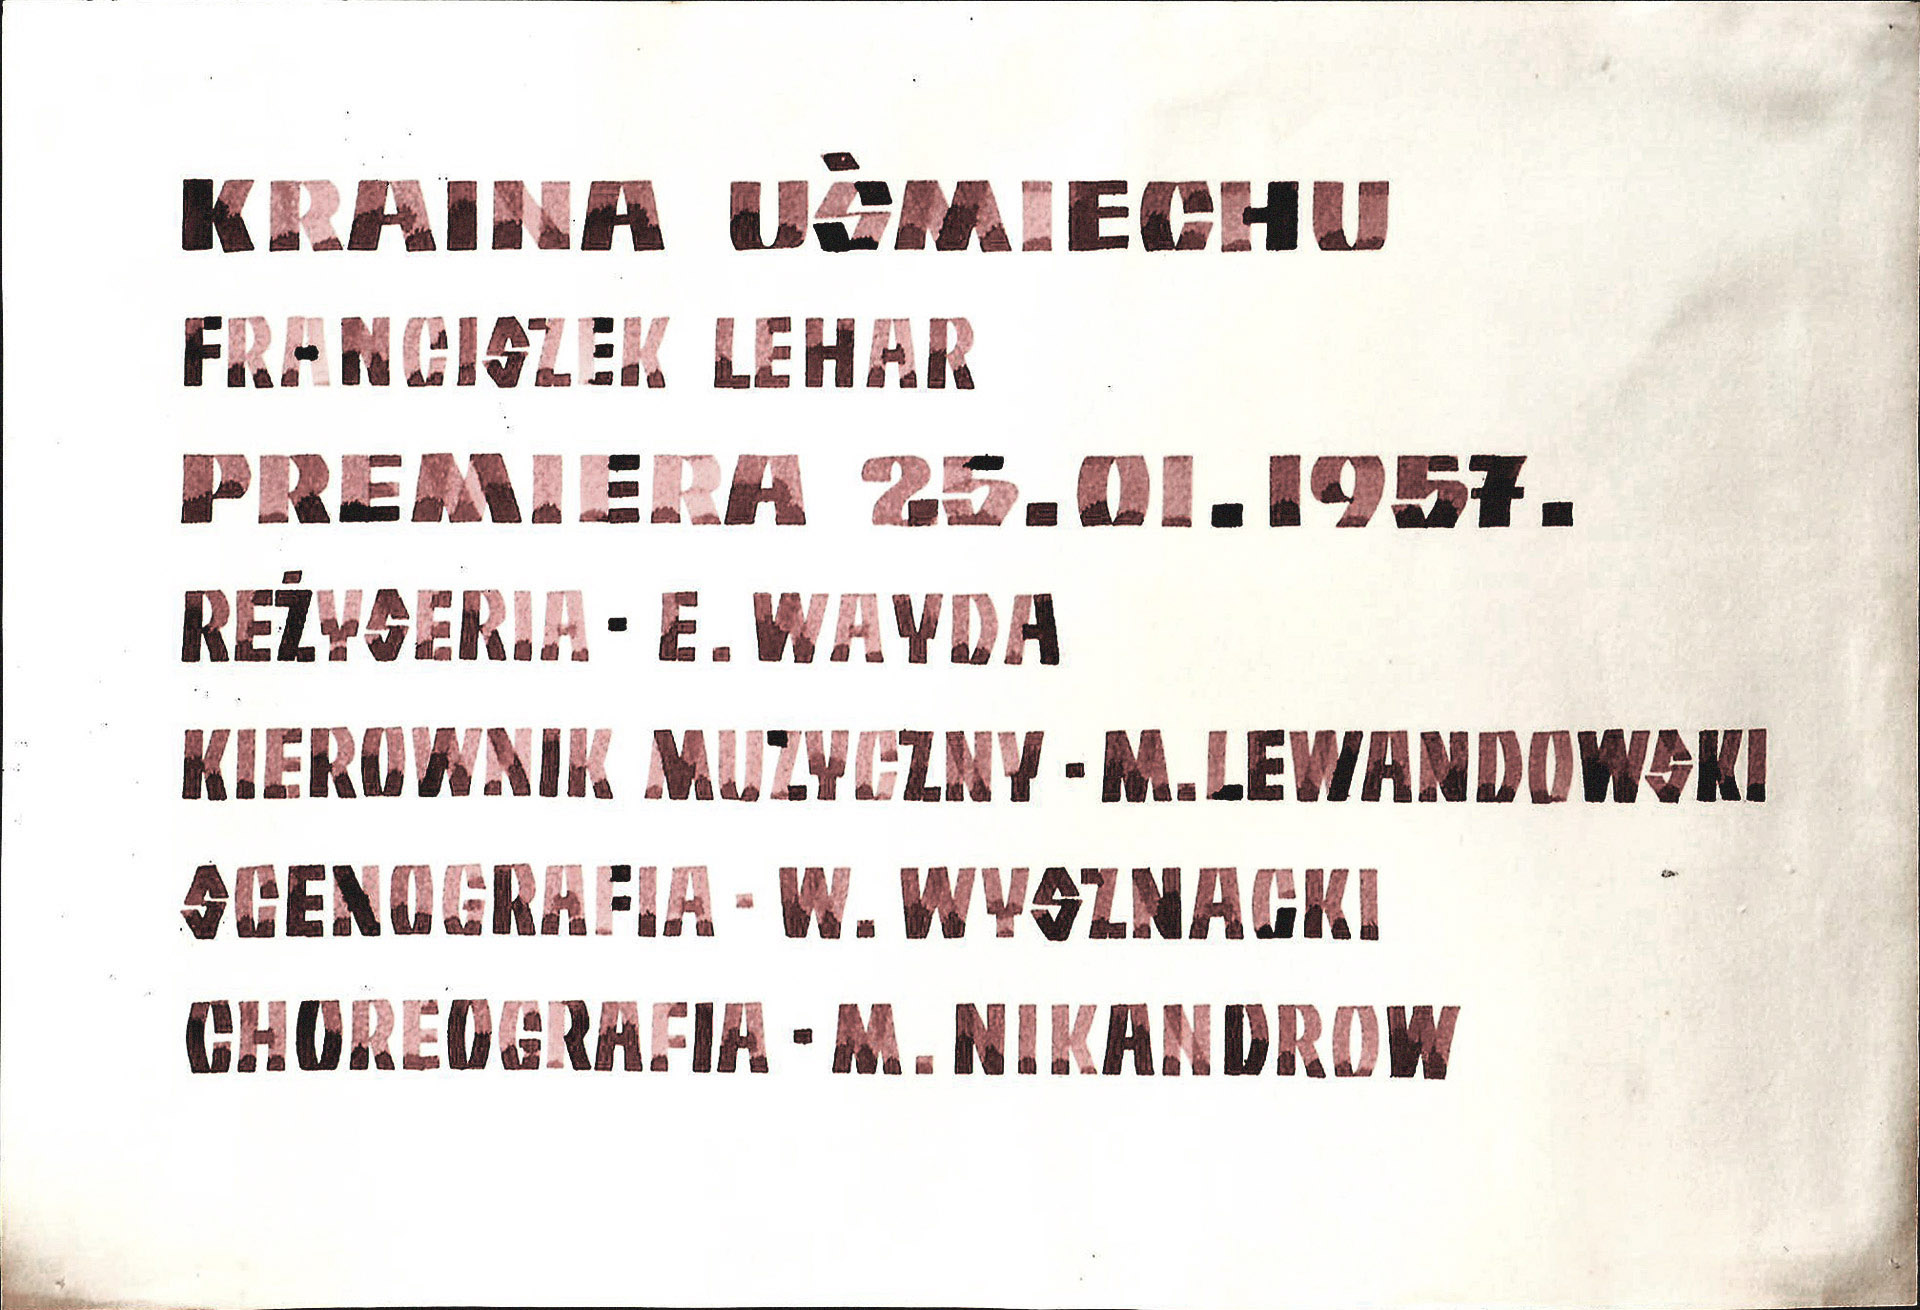 KRAINA UŚMIECHU
FRANCISZEK LEHAR
PREMIERA 25.01.1957.
REŻYSERIA · E. WAYDA
KIEROWNIK MUZYCZNY · M. LEWANDOWSKI
SCENOGRAFIA · W. WYSZNACKI
CHOREOGRAFIA · M. NIKANDROW